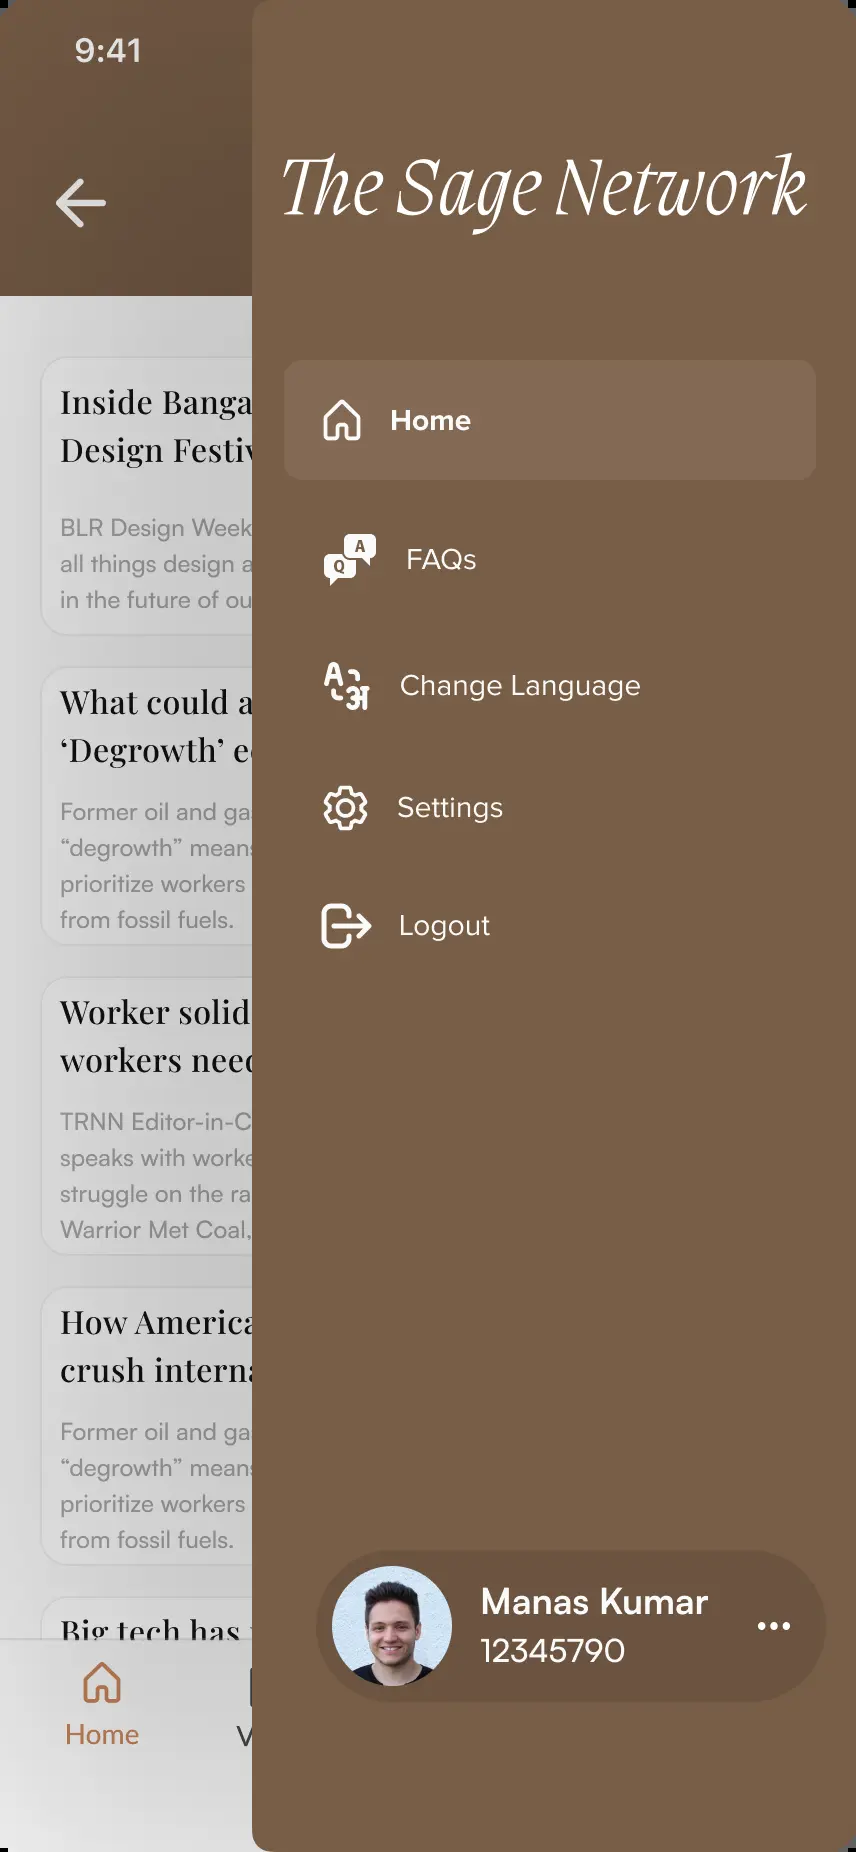 9:41
The Sage Network
Home
FAQs
Change Language
Settings
Logout
Manas Kumar
12345790
Inside Banga
Design Festiv
BLR Design Week
all things design a
in the future of ou
What could a
‘Degrowth’ e
Former oil and ga
“degrowth” means
prioritize workers
from fossil fuels.
Worker solid
workers need
TRNN Editor-in-C
speaks with worke
struggle on the ra
Warrior Met Coal,
How America
crush interna
Former oil and ga
“degrowth” means
prioritize workers
from fossil fuels.
Big tech has
Home
V
A
Q
A
अ